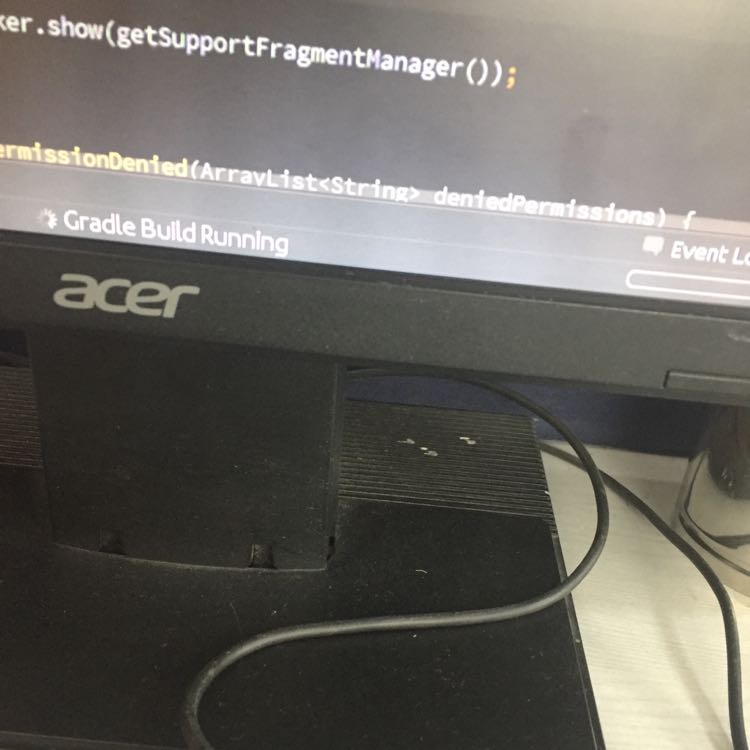 ker.show(getSupportFragmentManager());
ermissionDenied(ArrayList<String> deniedPermissions) {
Gradle Build Running
Event Lo
acer